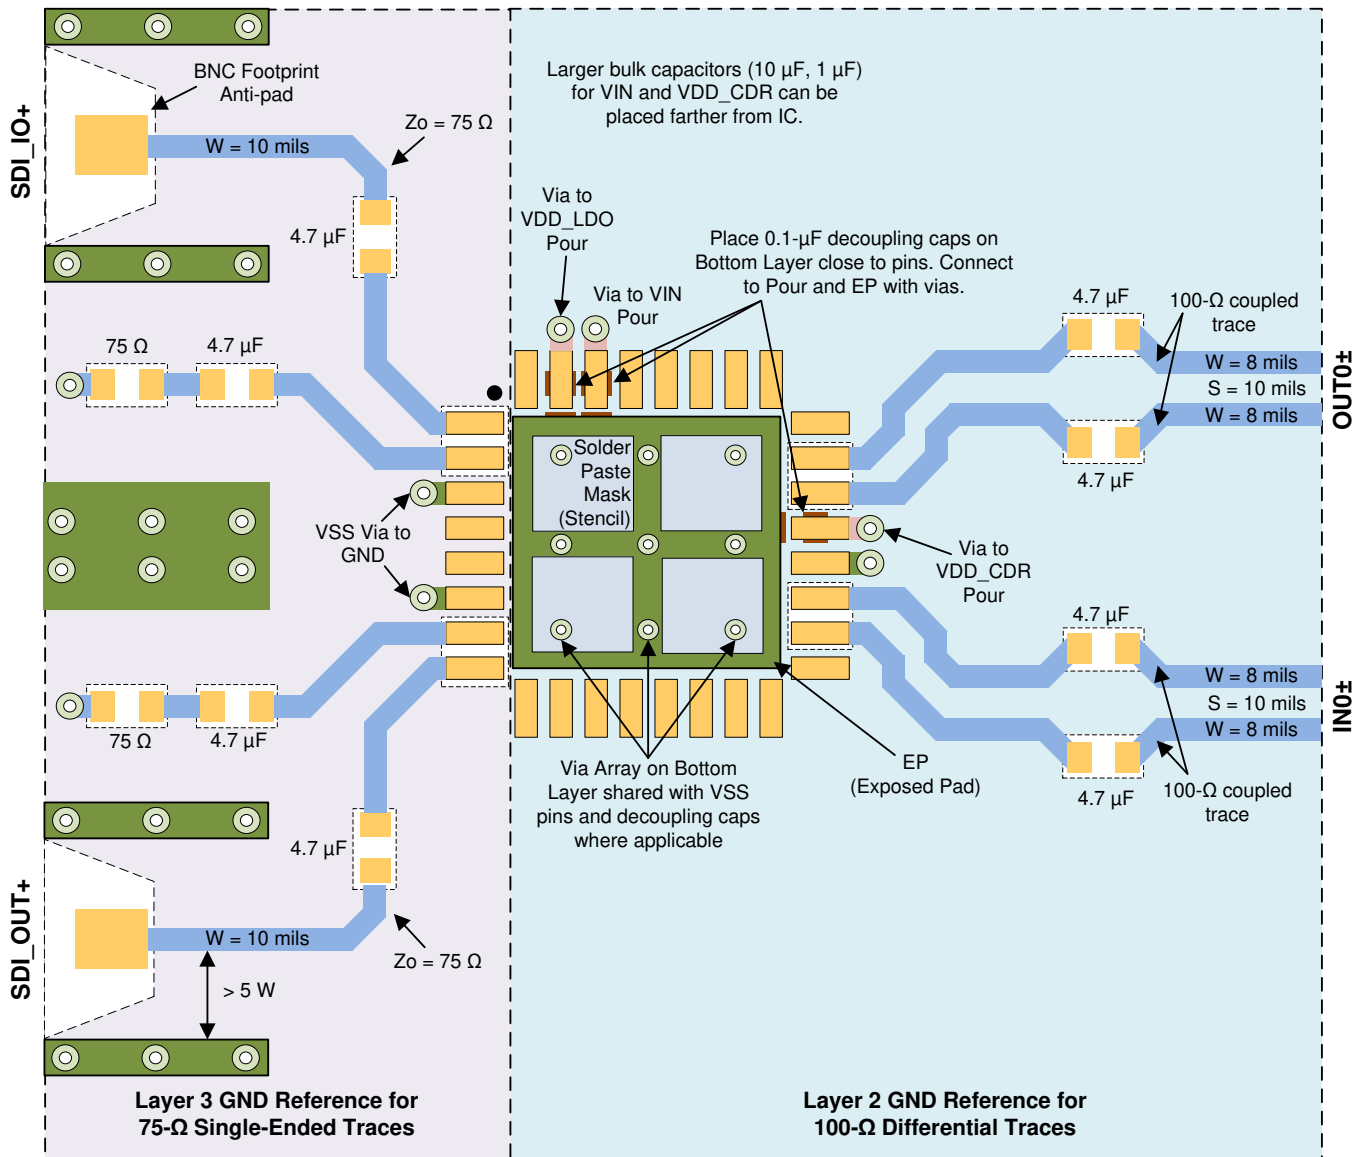 BNC Footprint
Anti-pad
SDI_IO+
W = 10 mils
Zo = 75 Ω
4.7 µF
75 Ω
4.7 µF
VSS Via to
GND
75 Ω
4.7 µF
4.7 µF
SDI_OUT+
W = 10 mils
Zo = 75 Ω
> 5 W
Layer 3 GND Reference for
75-Ω Single-Ended Traces
Larger bulk capacitors (10 µF, 1 µF)
for VIN and VDD_CDR can be
placed farther from IC.
Via to
VDD_LDO
Pour
Via to VIN
Pour
Place 0.1-µF decoupling caps on
Bottom Layer close to pins. Connect
to Pour and EP with vias.
4.7 µF
100-Ω coupled
trace
W = 8 mils
S = 10 mils
W = 8 mils
OUT0±
4.7 µF
Solder
Paste
Mask
(Stencil)
Via to
VDD_CDR
Pour
4.7 µF
W = 8 mils
S = 10 mils
W = 8 mils
IN0±
4.7 µF
100-Ω coupled
trace
EP
(Exposed Pad)
Via Array on Bottom
Layer shared with VSS
pins and decoupling caps
where applicable
Layer 2 GND Reference for
100-Ω Differential Traces